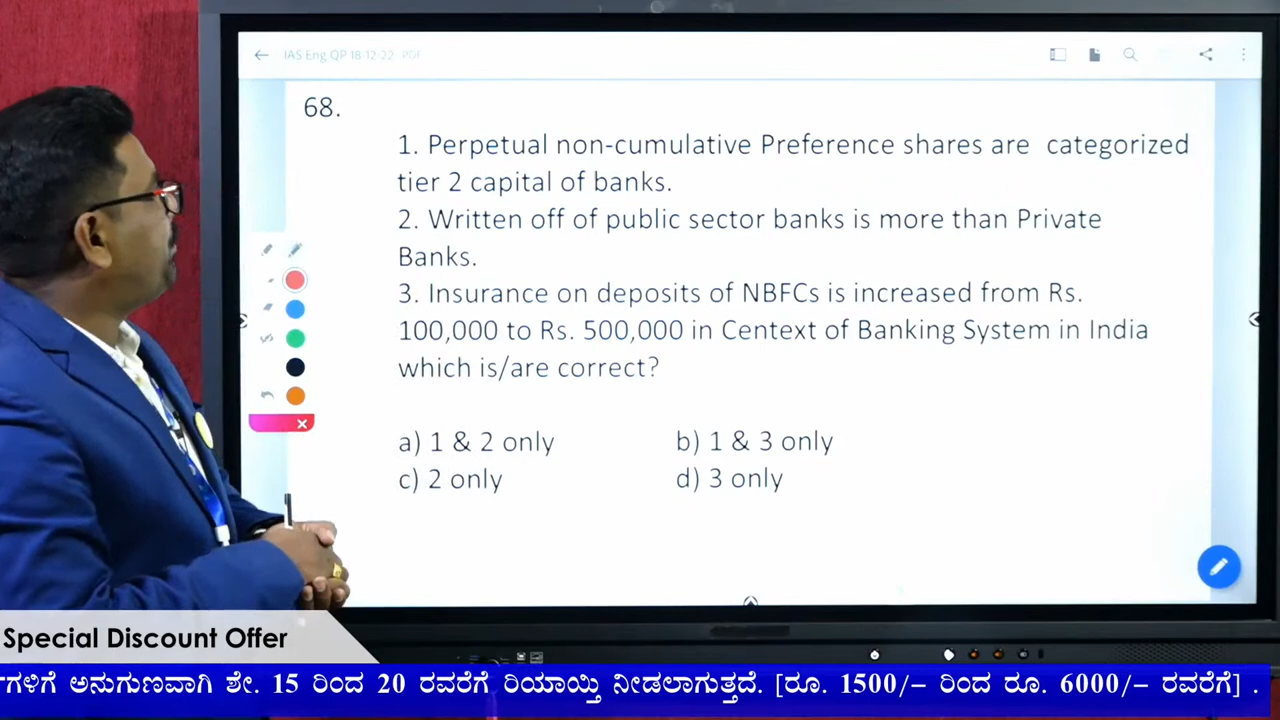 IAS Eng QP 18-12-22 PDF
68.
1. Perpetual non-cumulative Preference shares are categorized
tier 2 capital of banks.
2. Written off of public sector banks is more than Private
Banks.
3. Insurance on deposits of NBFCs is increased from Rs.
100,000 to Rs. 500,000 in Centext of Banking System in India
which is/are correct?
a) 1 & 2 only b) 1 & 3 only
c) 2 only d) 3 only
Special Discount Offer
ಅನುಗುಣವಾಗಿ ಶೇ. 15 ರಿಂದ 20 ರವರೆಗೆ ರಿಯಾಯ್ತಿ ನೀಡಲಾಗುತ್ತದೆ. [ರೂ. 1500/- ರಿಂದ ರೂ. 6000/- ರವರೆಗೆ] .